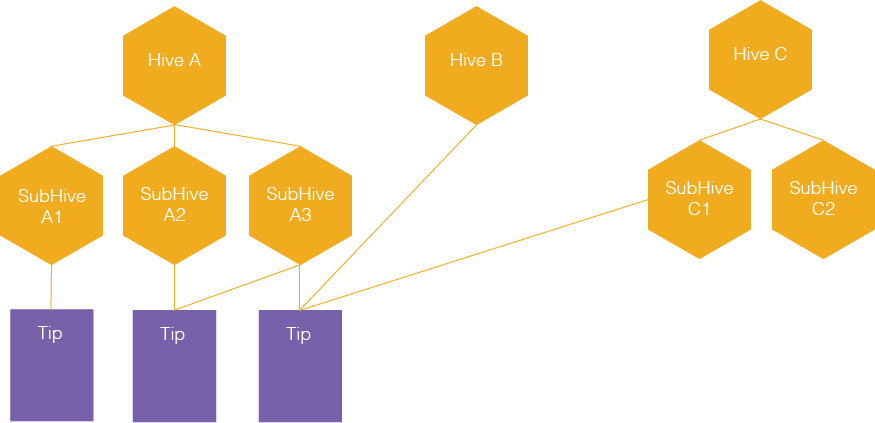 Hive A
Hive B
Hive C
SubHive
A1
SubHive
A2
SubHive
A3
SubHive
C1
SubHive
C2
Tip
Tip
Tip